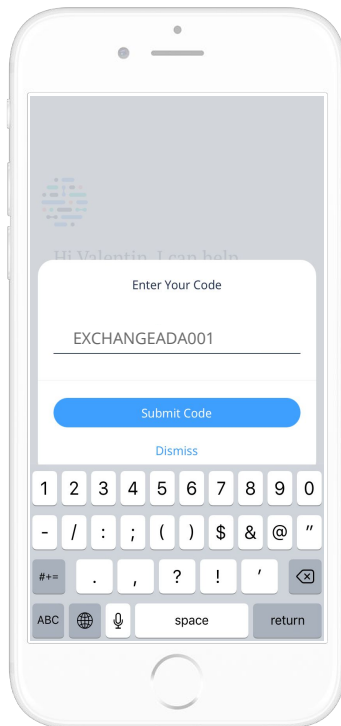 Hi Valentin, I can help
Enter Your Code
EXCHANGEADA001
Submit Code
Dismiss
1 2 3 4 5 6 7 8 9 0
- / : ; ( ) $ & @ "
#+= . , ? ! '
ABC space return